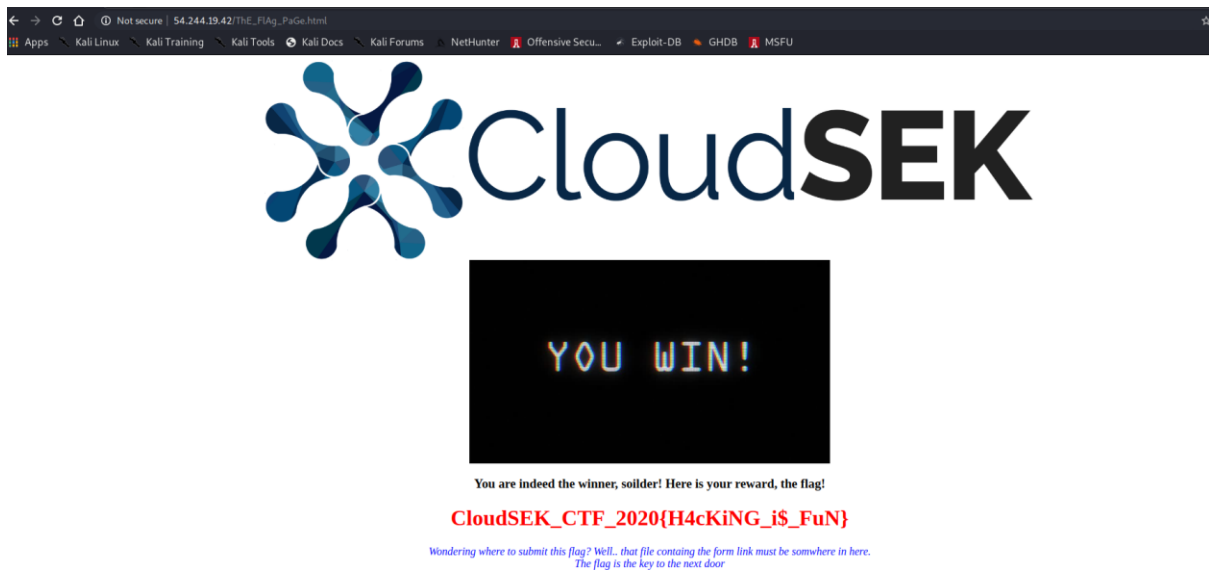 Not secure | 54.244.19.42/ThE_FlAg_PaGe.html
Apps Kali Linux Kali Training Kali Tools Kali Docs Kali Forums NetHunter Offensive Secu... Exploit-DB GHDB MSFU
CloudSEK
YOU WIN!
You are indeed the winner, soilder! Here is your reward, the flag!
CloudSEK_CTF_2020{H4cKiNG_i$_FuN}
Wondering where to submit this flag? Well.. that file containg the form link must be somwhere in here.
The flag is the key to the next door